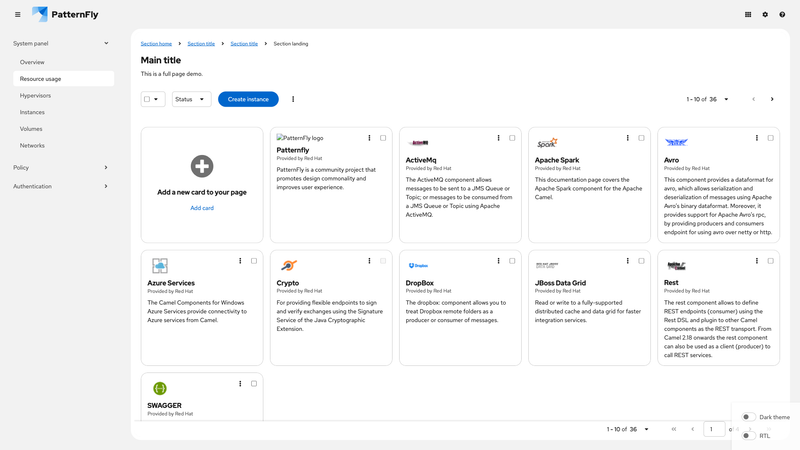 PatternFly
System panel
Overview
Resource usage
Hypervisors
Instances
Volumes
Networks
Policy
Authentication
Section home
Section title
Section title
Section landing
Main title
This is a full page demo.
Status
Create instance
1 - 10 of 36
Add a new card to your page
Add card
PatternFly logo
Patternfly
Provided by Red Hat
PatternFly is a community project that
promotes design commonality and
improves user experience.
ActiveMq
Provided by Red Hat
The ActiveMQ component allows
messages to be sent to a JMS Queue or
Topic; or messages to be consumed from
a JMS Queue or Topic using Apache
ActiveMQ.
Spark
Apache Spark
Provided by Red Hat
This documentation page covers the
Apache Spark component for the Apache
Camel.
Avro
Provided by Red Hat
This component provides a dataformat for
avro, which allows serialization and
deserialization of messages using Apache
Avro's binary dataformat. Moreover, it
provides support for Apache Avro's rpc,
by providing producers and consumers
endpoint for using avro over netty or http.
Azure Services
Provided by Red Hat
The Camel Components for Windows
Azure Services provide connectivity to
Azure services from Camel.
Crypto
Provided by Red Hat
For providing flexible endpoints to sign
and verify exchanges using the Signature
Service of the Java Cryptographic
Extension.
Dropbox
DropBox
Provided by Red Hat
The dropbox: component allows you to
treat Dropbox remote folders as a
producer or consumer of messages.
JBoss Data Grid
Provided by Red Hat
Read or write to a fully-supported
distributed cache and data grid for faster
integration services.
Rest
Provided by Red Hat
The rest component allows to define
REST endpoints (consumer) using the
Rest DSL and plugin to other Camel
components as the REST transport. From
Camel 2.18 onwards the rest component
can also be used as a client (producer) to
call REST services.
SWAGGER
Provided by Red Hat
1 - 10 of 36
1
Dark theme
RTL